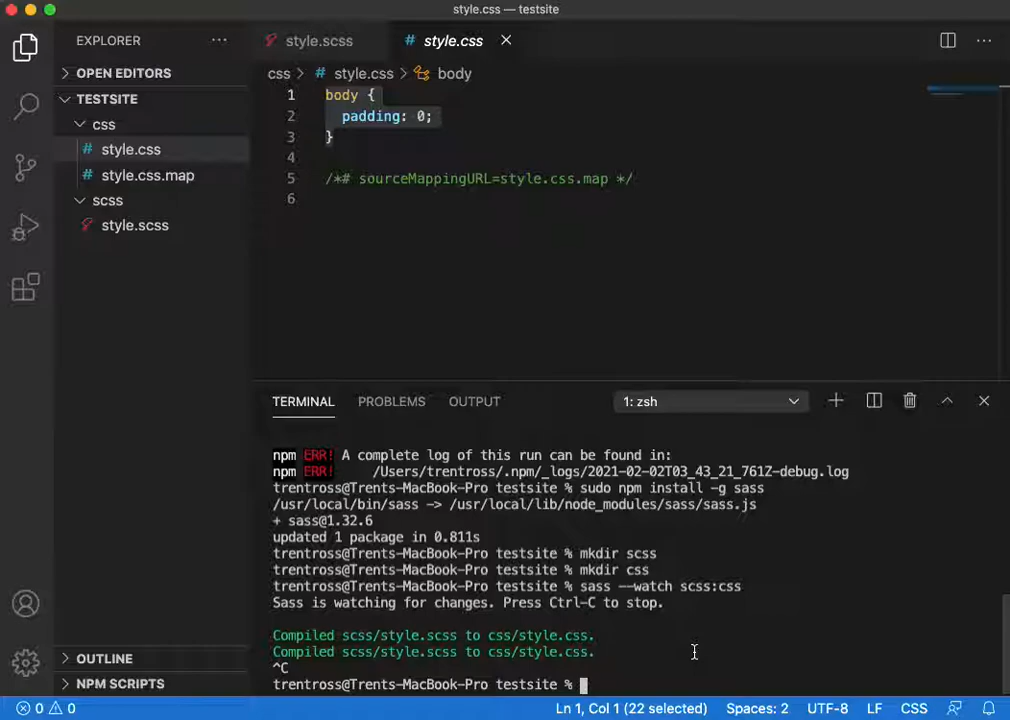 style.css — testsite
EXPLORER
OPEN EDITORS
TESTSITE
css
# style.css
# style.css.map
scss
style.scss
OUTLINE
NPM SCRIPTS
style.scss
# style.css
css > # style.css > body
1 body {
2 padding: 0;
3 }
4
5 /*# sourceMappingURL=style.css.map */
6
TERMINAL PROBLEMS OUTPUT 1: zsh
npm ERR! A complete log of this run can be found in:
npm ERR! /Users/trentross/.npm/_logs/2021-02-02T03_43_21_761Z-debug.log
trentross@Trents-MacBook-Pro testsite % sudo npm install -g sass
/usr/local/bin/sass -> /usr/local/lib/node_modules/sass/sass.js
+ sass@1.32.6
updated 1 package in 0.811s
trentross@Trents-MacBook-Pro testsite % mkdir scss
trentross@Trents-MacBook-Pro testsite % mkdir css
trentross@Trents-MacBook-Pro testsite % sass --watch scss:css
Sass is watching for changes. Press Ctrl-C to stop.
Compiled scss/style.scss to css/style.css.
Compiled scss/style.scss to css/style.css.
^C
trentross@Trents-MacBook-Pro testsite %
0 0 Ln 1, Col 1 (22 selected) Spaces: 2 UTF-8 LF CSS